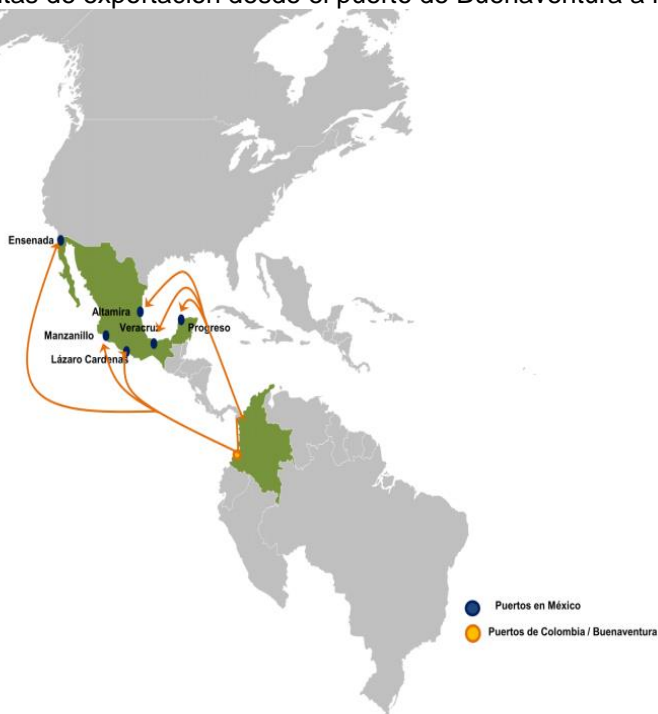 de exportación desde el puerto de Buenaventura a
Ensenada
Altamira
Veracruz
Progreso
Manzanillo
Lázaro Cardenas
Puertos en México
Puertos de Colombia / Buenaventura